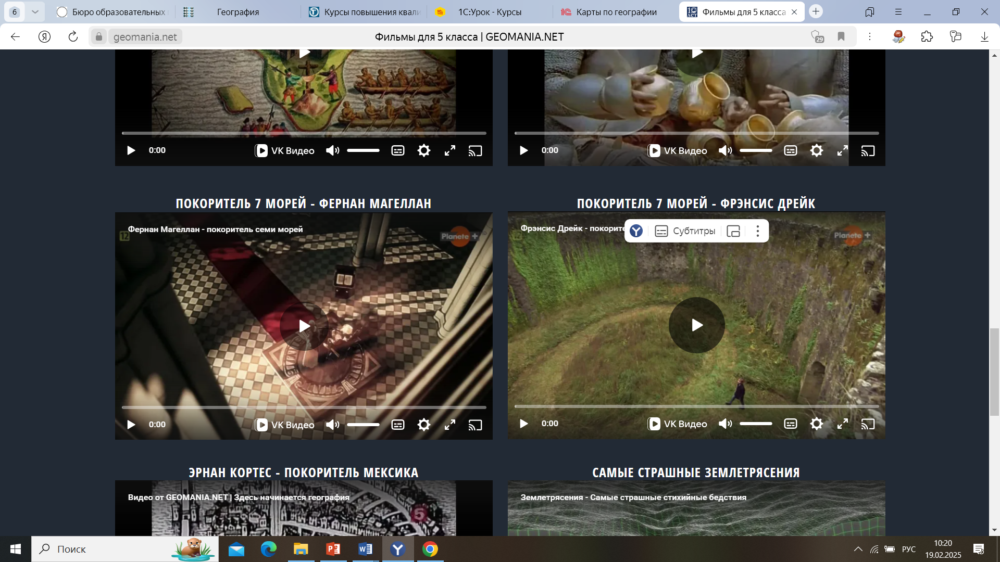 6
Бюро образовательных
География
Курсы повышения квали
1С:Урок - Курсы
Карты по географии
Фильмы для 5 класса
geomania.net
Фильмы для 5 класса | GEOMANIA.NET
29
0:00
VK Видео
0:00
VK Видео
ПОКОРИТЕЛЬ 7 МОРЕЙ - ФЕРНАН МАГЕЛЛАН
ПОКОРИТЕЛЬ 7 МОРЕЙ - ФРЭНСИС ДРЕЙК
Фернан Магеллан - покоритель семи морей
12
Planete +
Фрэнсис Дрейк - покорите
Субтитры
Planete +
0:00
VK Видео
0:00
VK Видео
ЭРНАН КОРТЕС - ПОКОРИТЕЛЬ МЕКСИКА
САМЫЕ СТРАШНЫЕ ЗЕМЛЕТРЯСЕНИЯ
Видео от GEOMANIA.NET | Здесь начинается география
5
Землетрясения - Самые страшные стихийные бедствия
Поиск
РУС
10:20
19.02.2025